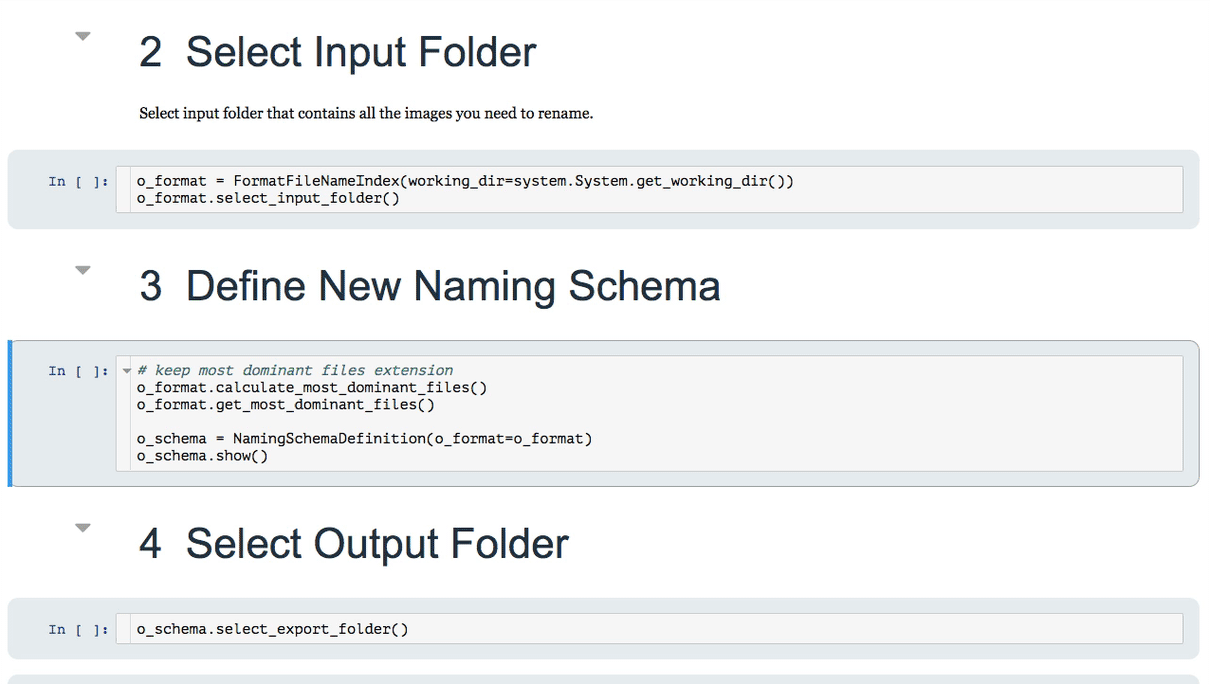 2 Select Input Folder
Select input folder that contains all the images you need to rename.
In [ ]:
o_format = FormatFileNameIndex(working_dir=system.System.get_working_dir())
o_format.select_input_folder()
3 Define New Naming Schema
In [ ]:
# keep most dominant files extension
o_format.calculate_most_dominant_files()
o_format.get_most_dominant_files()
o_schema = NamingSchemaDefinition(o_format=o_format)
o_schema.show()
4 Select Output Folder
In [ ]:
o_schema.select_export_folder()